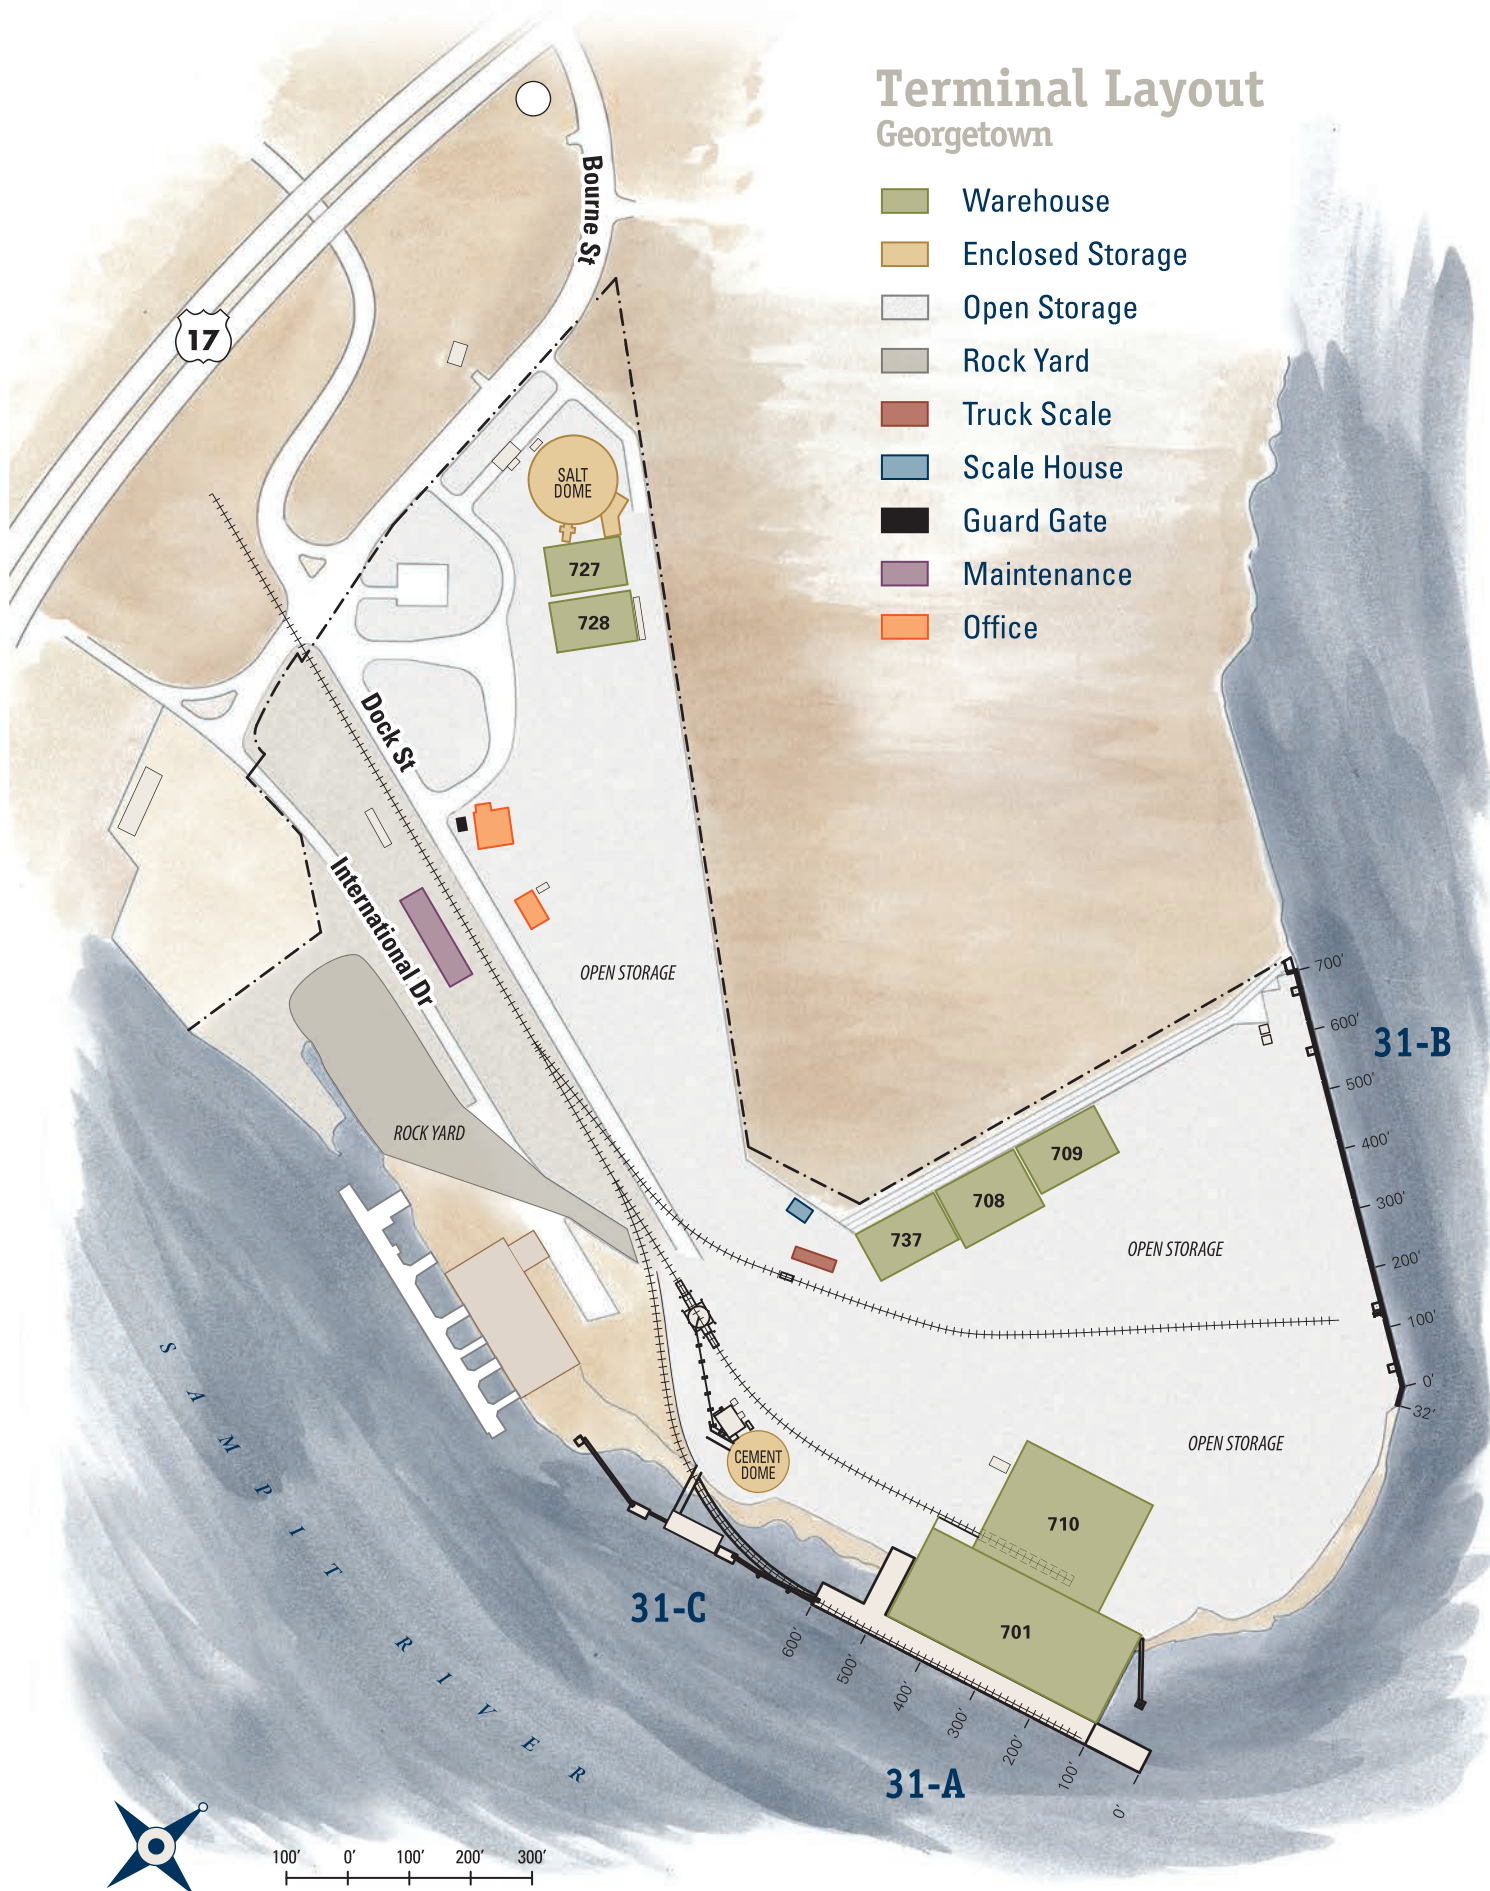 Terminal Layout
Georgetown
Warehouse
Enclosed Storage
Open Storage
Rock Yard
Truck Scale
Scale House
Guard Gate
Maintenance
Office
Bourne St
17
SALT
DOME
727
728
Dock St
International Dr
OPEN STORAGE
700'
600'
31-B
500'
400'
300'
200'
100'
0'
32'
ROCK YARD
709
708
737
OPEN STORAGE
OPEN STORAGE
CEMENT
DOME
710
701
SAMPIT RIVER
31-C
600'
500'
400'
300'
200'
100'
0'
31-A
100' 0' 100' 200' 300'